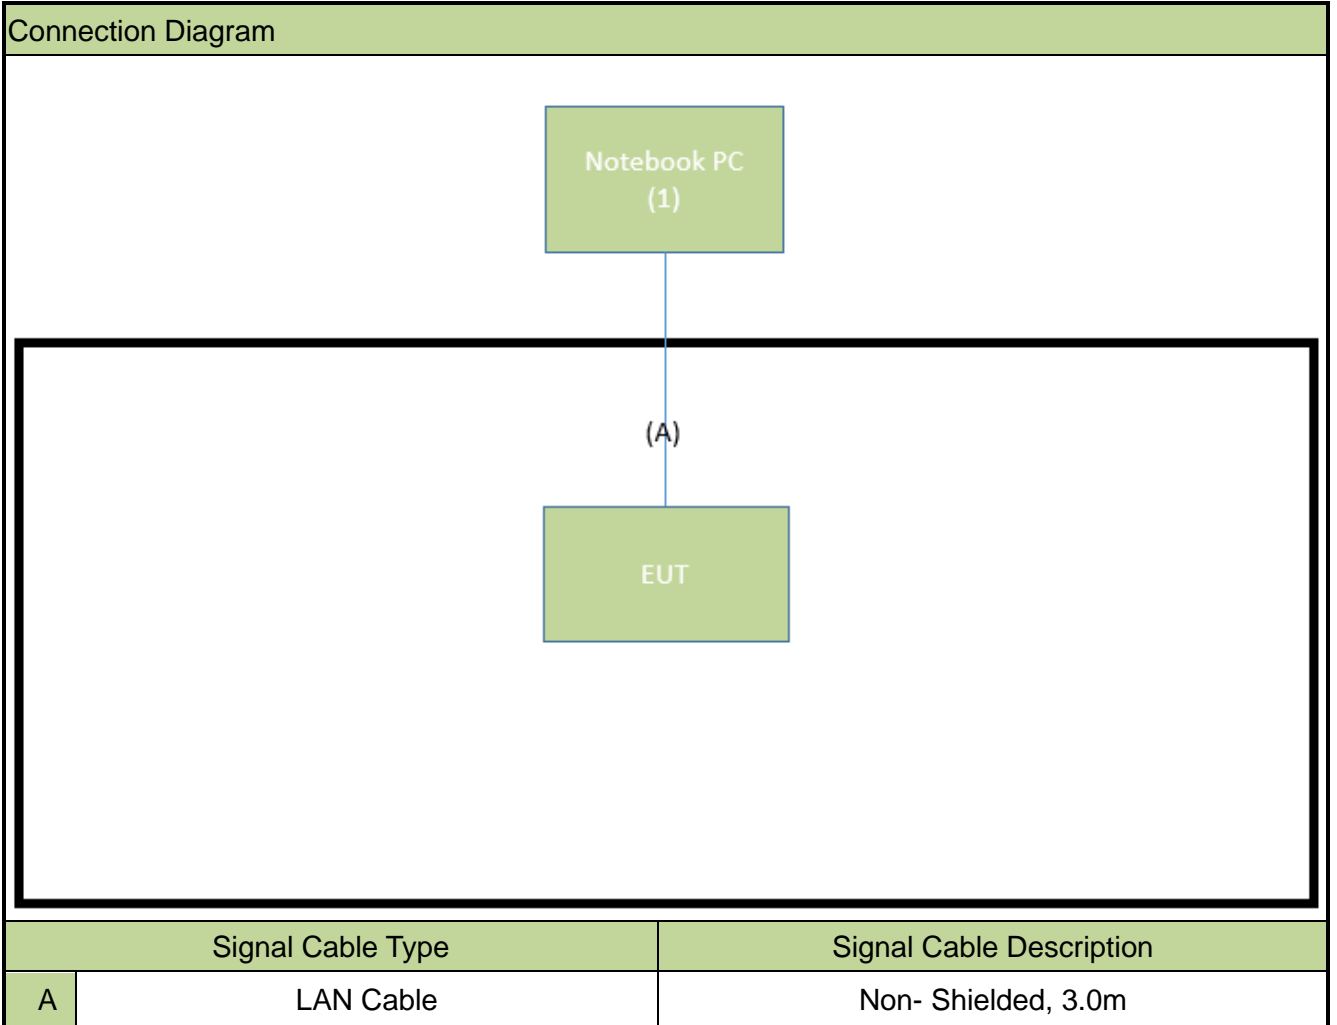 Connection Diagram
Notebook PC
(1)
(A)
EUT
Signal Cable Type Signal Cable Description
A LAN Cable Non- Shielded, 3.0m